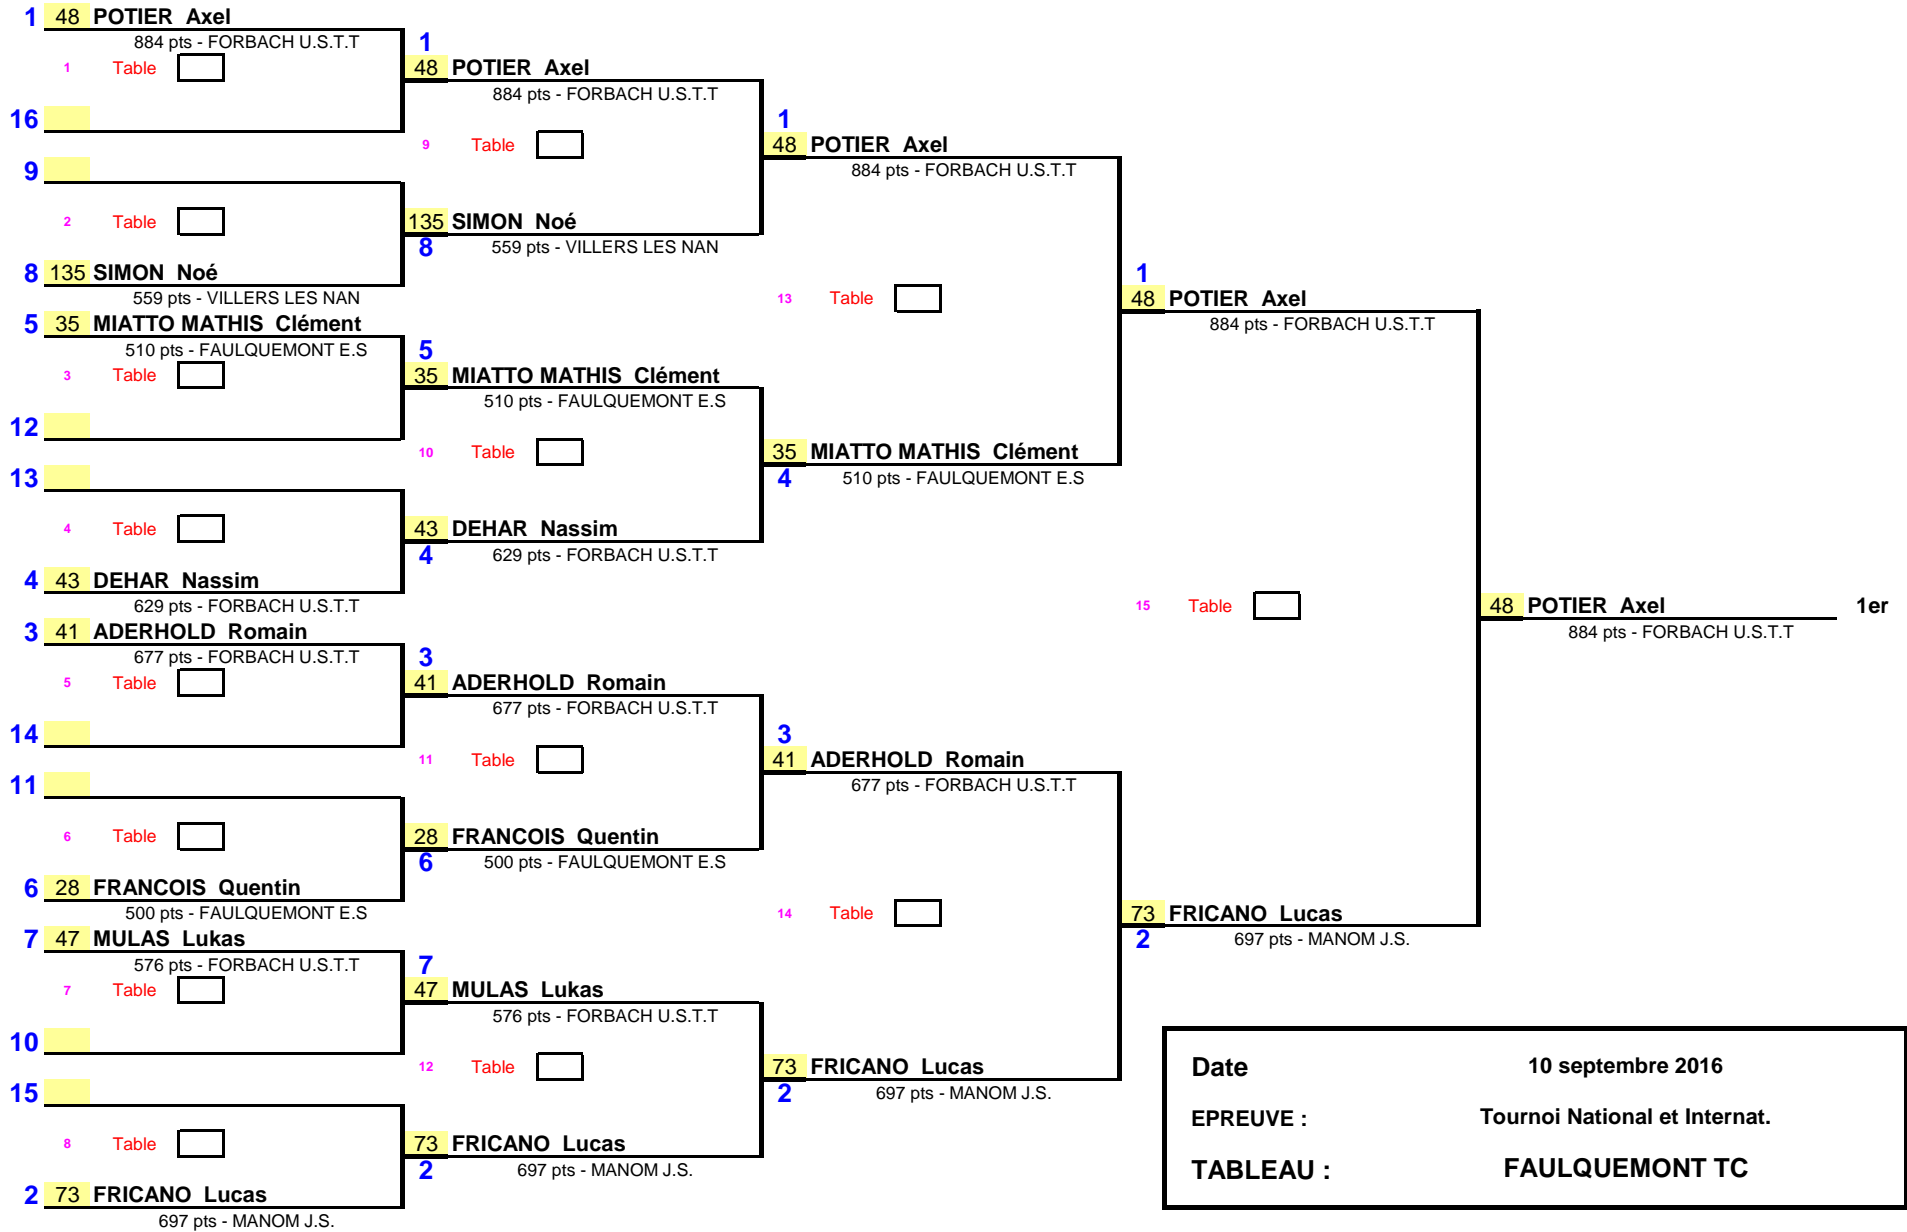 1 48 POTIER Axel
884 pts - FORBACH U.S.T.T
1 Table
16
9
2 Table
8 135 SIMON Noé
559 pts - VILLERS LES NAN
5 35 MIATTO MATHIS Clément
510 pts - FAULQUEMONT E.S
3 Table
12
13
4 Table
4 43 DEHAR Nassim
629 pts - FORBACH U.S.T.T
3 41 ADERHOLD Romain
677 pts - FORBACH U.S.T.T
5 Table
14
11
6 Table
6 28 FRANCOIS Quentin
500 pts - FAULQUEMONT E.S
7 47 MULAS Lukas
576 pts - FORBACH U.S.T.T
7 Table
10
15
8 Table
2 73 FRICANO Lucas
697 pts - MANOM J.S.
1
48 POTIER Axel
884 pts - FORBACH U.S.T.T
9 Table
135 SIMON Noé
8 559 pts - VILLERS LES NAN
5
35 MIATTO MATHIS Clément
510 pts - FAULQUEMONT E.S
10 Table
43 DEHAR Nassim
4 629 pts - FORBACH U.S.T.T
3
41 ADERHOLD Romain
677 pts - FORBACH U.S.T.T
11 Table
28 FRANCOIS Quentin
6 500 pts - FAULQUEMONT E.S
7
47 MULAS Lukas
576 pts - FORBACH U.S.T.T
12 Table
73 FRICANO Lucas
2 697 pts - MANOM J.S.
1
48 POTIER Axel
884 pts - FORBACH U.S.T.T
13 Table
35 MIATTO MATHIS Clément
4 510 pts - FAULQUEMONT E.S
3
41 ADERHOLD Romain
677 pts - FORBACH U.S.T.T
14 Table
73 FRICANO Lucas
2 697 pts - MANOM J.S.
1
48 POTIER Axel
884 pts - FORBACH U.S.T.T
15 Table
73 FRICANO Lucas
2 697 pts - MANOM J.S.
48 POTIER Axel 1er
884 pts - FORBACH U.S.T.T
Date 10 septembre 2016
EPREUVE : Tournoi National et Internat.
TABLEAU : FAULQUEMONT TC